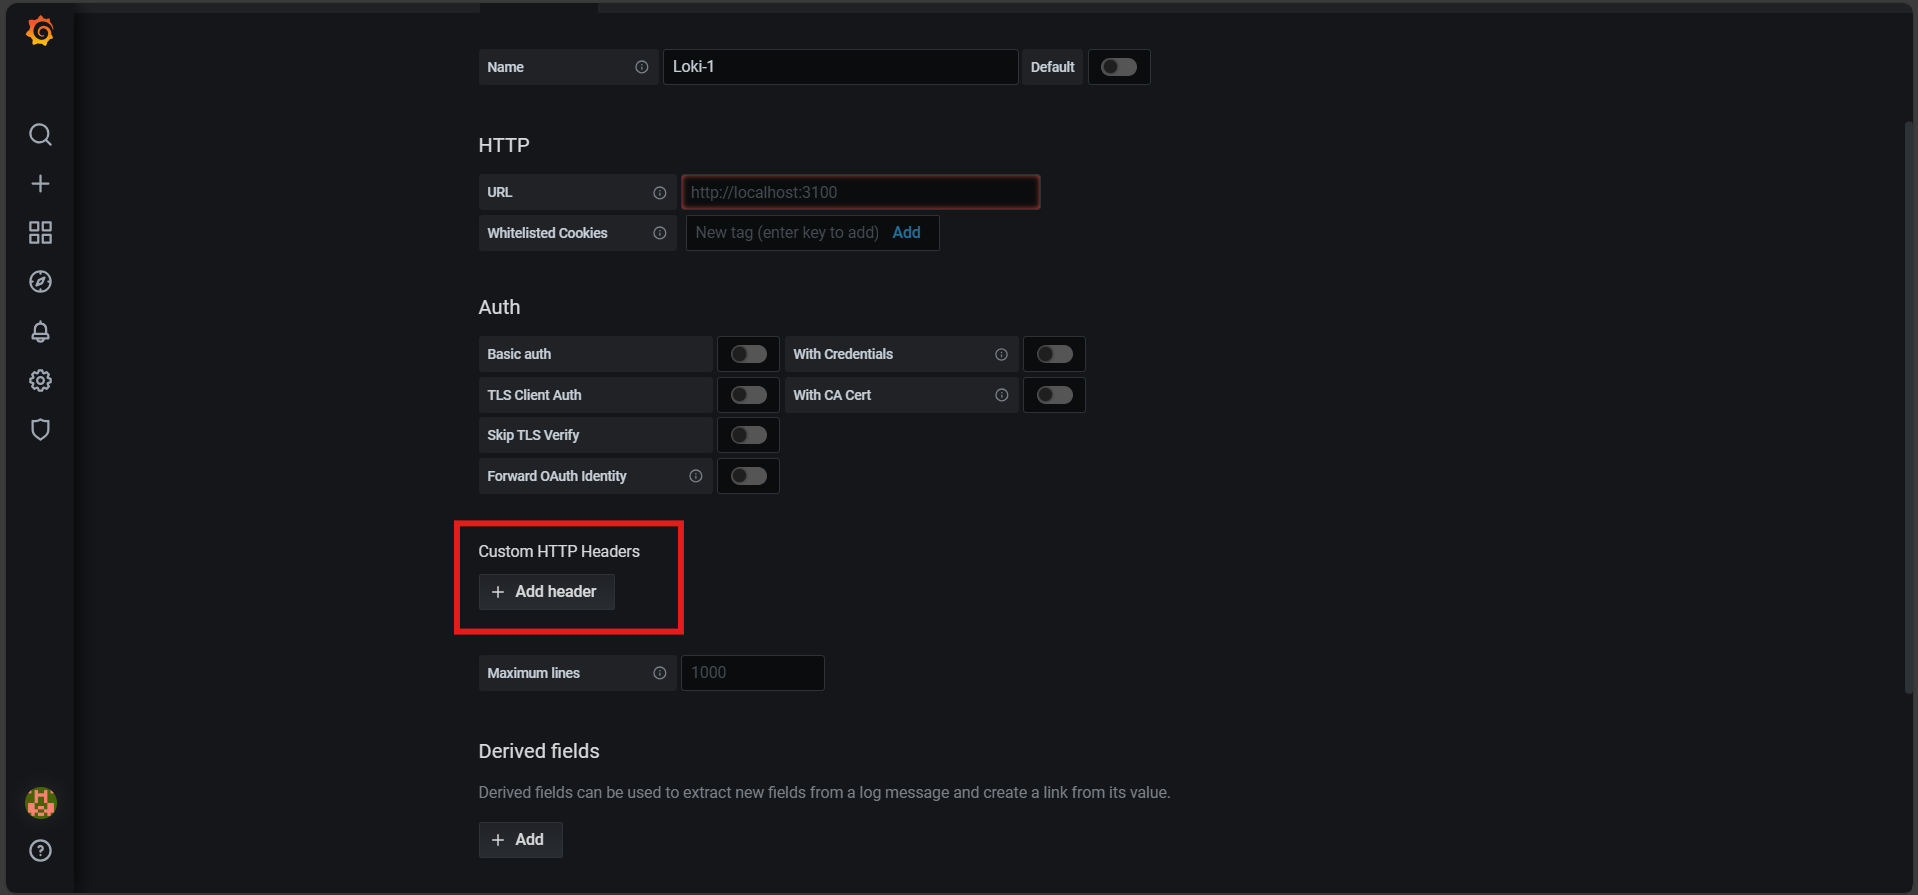 Name Loki-1 Default
HTTP
URL http://localhost:3100
Whitelisted Cookies New tag (enter key to add) Add
Auth
Basic auth With Credentials
TLS Client Auth With CA Cert
Skip TLS Verify
Forward OAuth Identity
Custom HTTP Headers
+ Add header
Maximum lines 1000
Derived fields
Derived fields can be used to extract new fields from a log message and create a link from its value.
+ Add